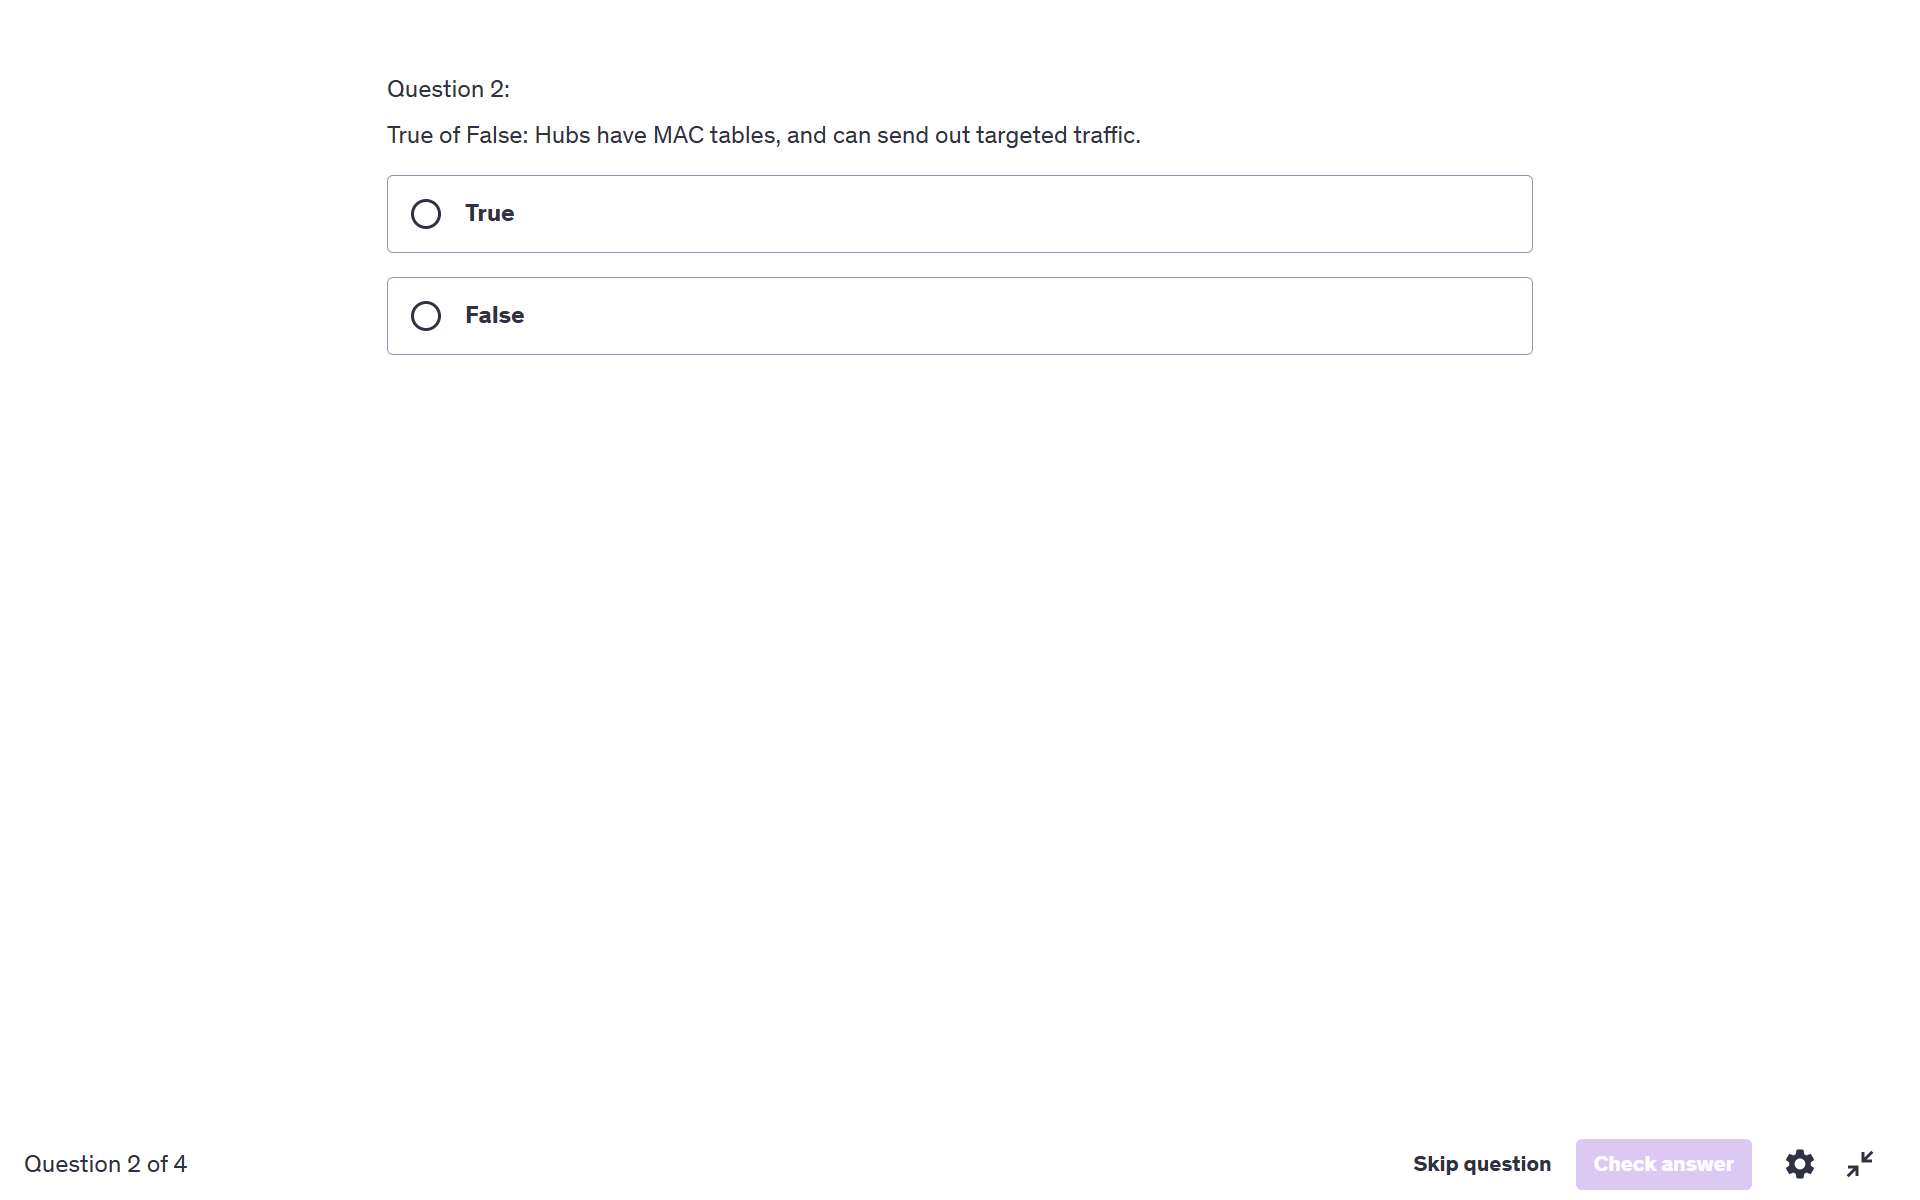 Question 2:
True of False: Hubs have MAC tables, and can send out targeted traffic.
True
False
Question 2 of 4
Skip question
Check answer